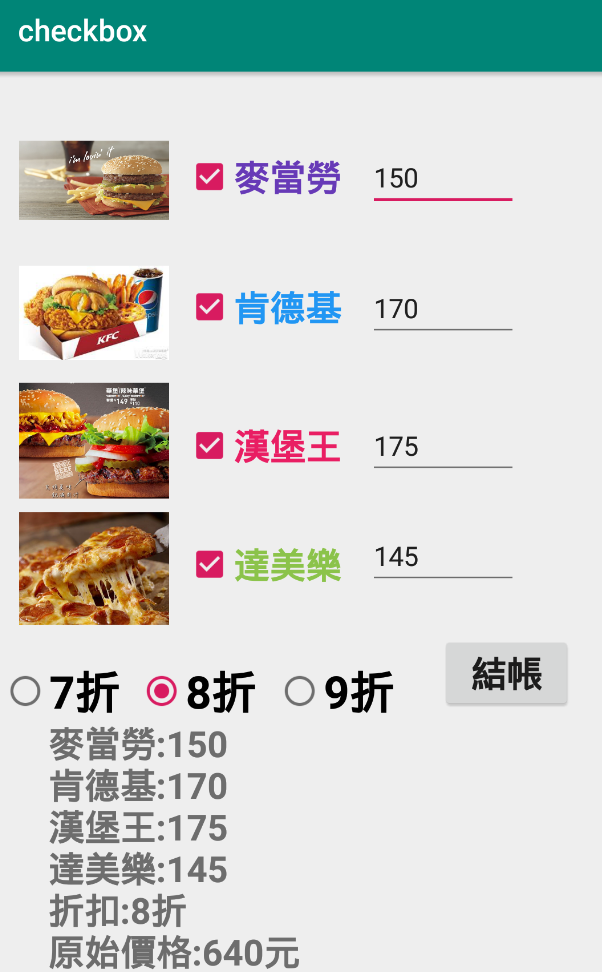 checkbox
i'm lovin' it
麥當勞
150
KFC
肯德基
170
漢堡王
175
達美樂
145
7折
8折
9折
結帳
麥當勞:150
肯德基:170
漢堡王:175
達美樂:145
折扣:8折
原始價格:640元